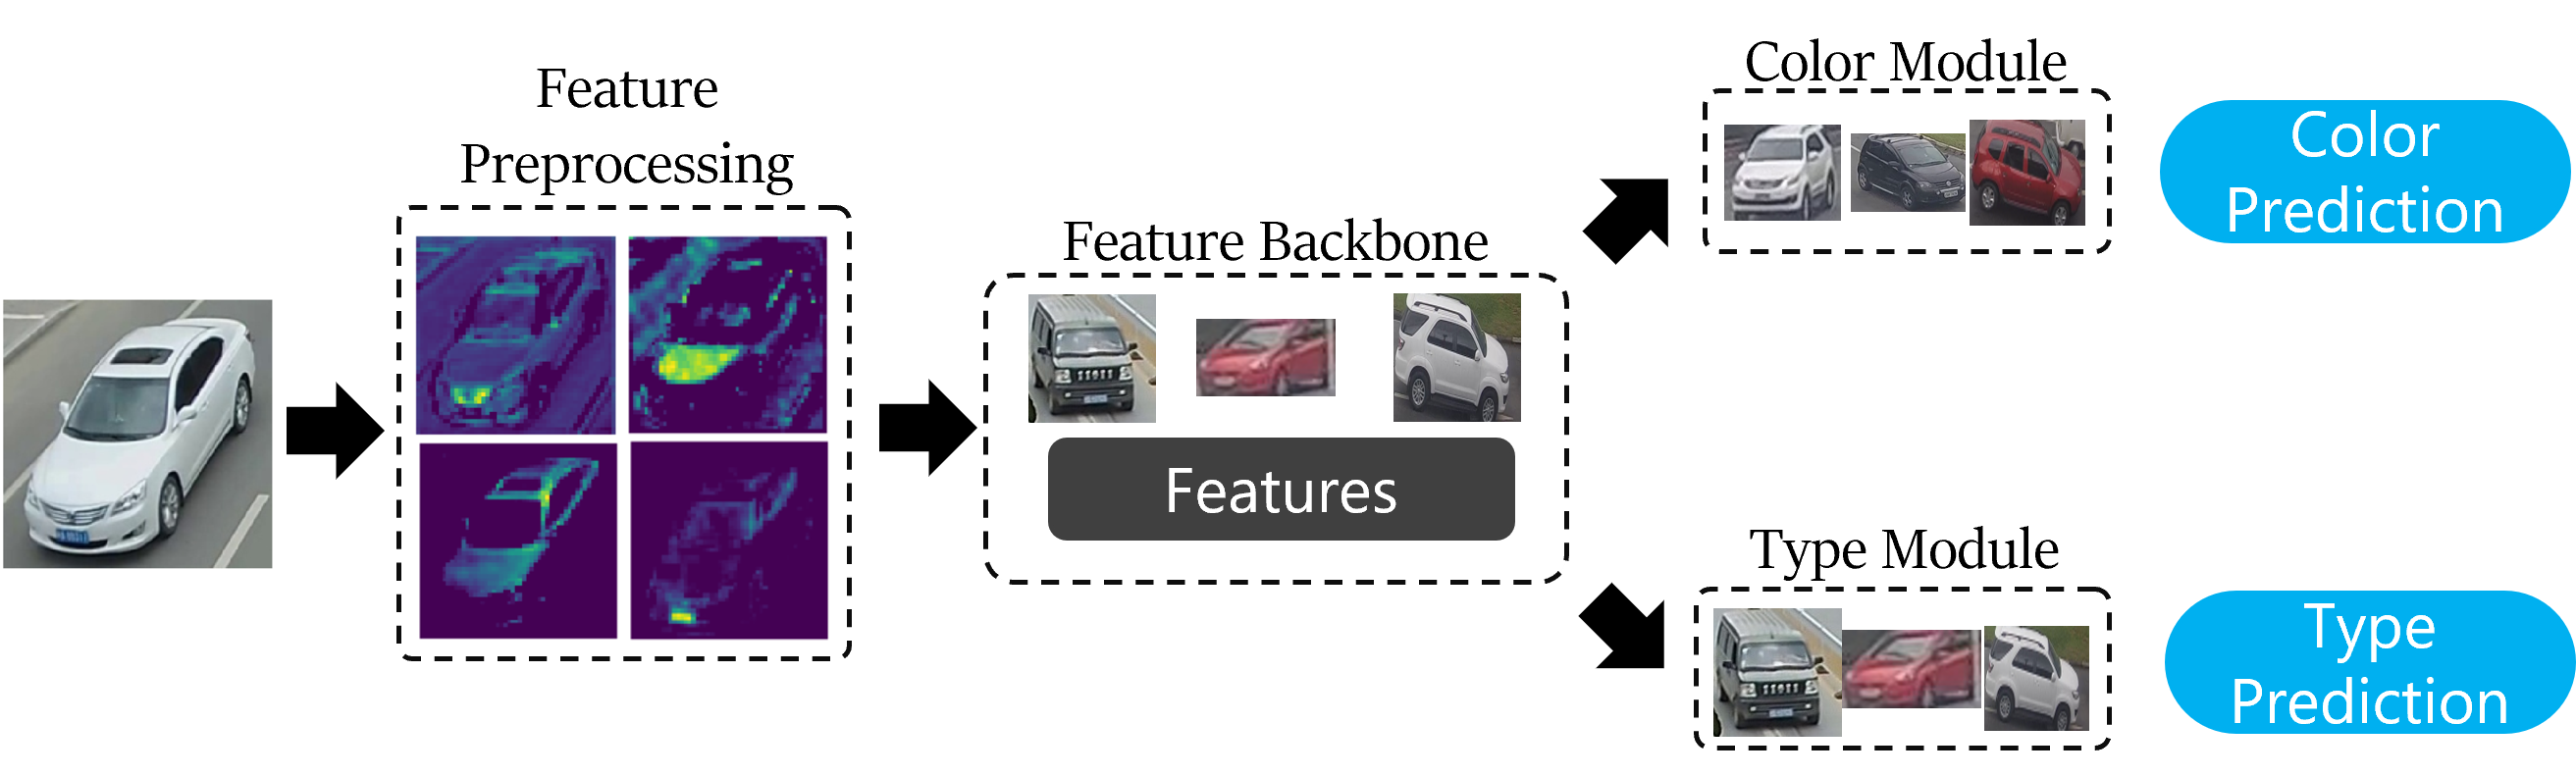 Feature
Preprocessing
Feature Backbone
Features
Color Module
Color
Prediction
Type Module
Type
Prediction